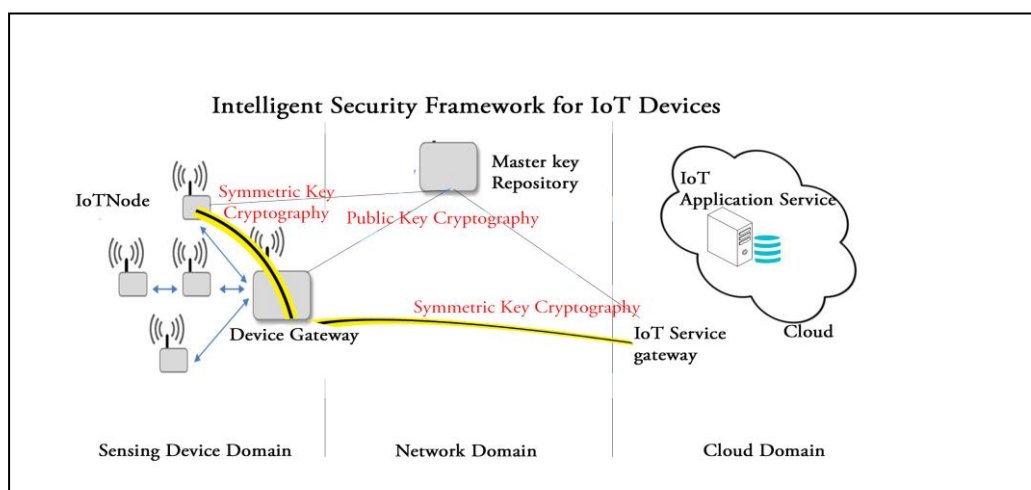 Intelligent Security Framework for IoT Devices
IoTNode
Symmetric Key
Cryptography
Master key
Repository
Public Key Cryptography
IoT
Application Service
Symmetric Key Cryptography
Device Gateway
IoT Service
gateway
Cloud
Sensing Device Domain
Network Domain
Cloud Domain